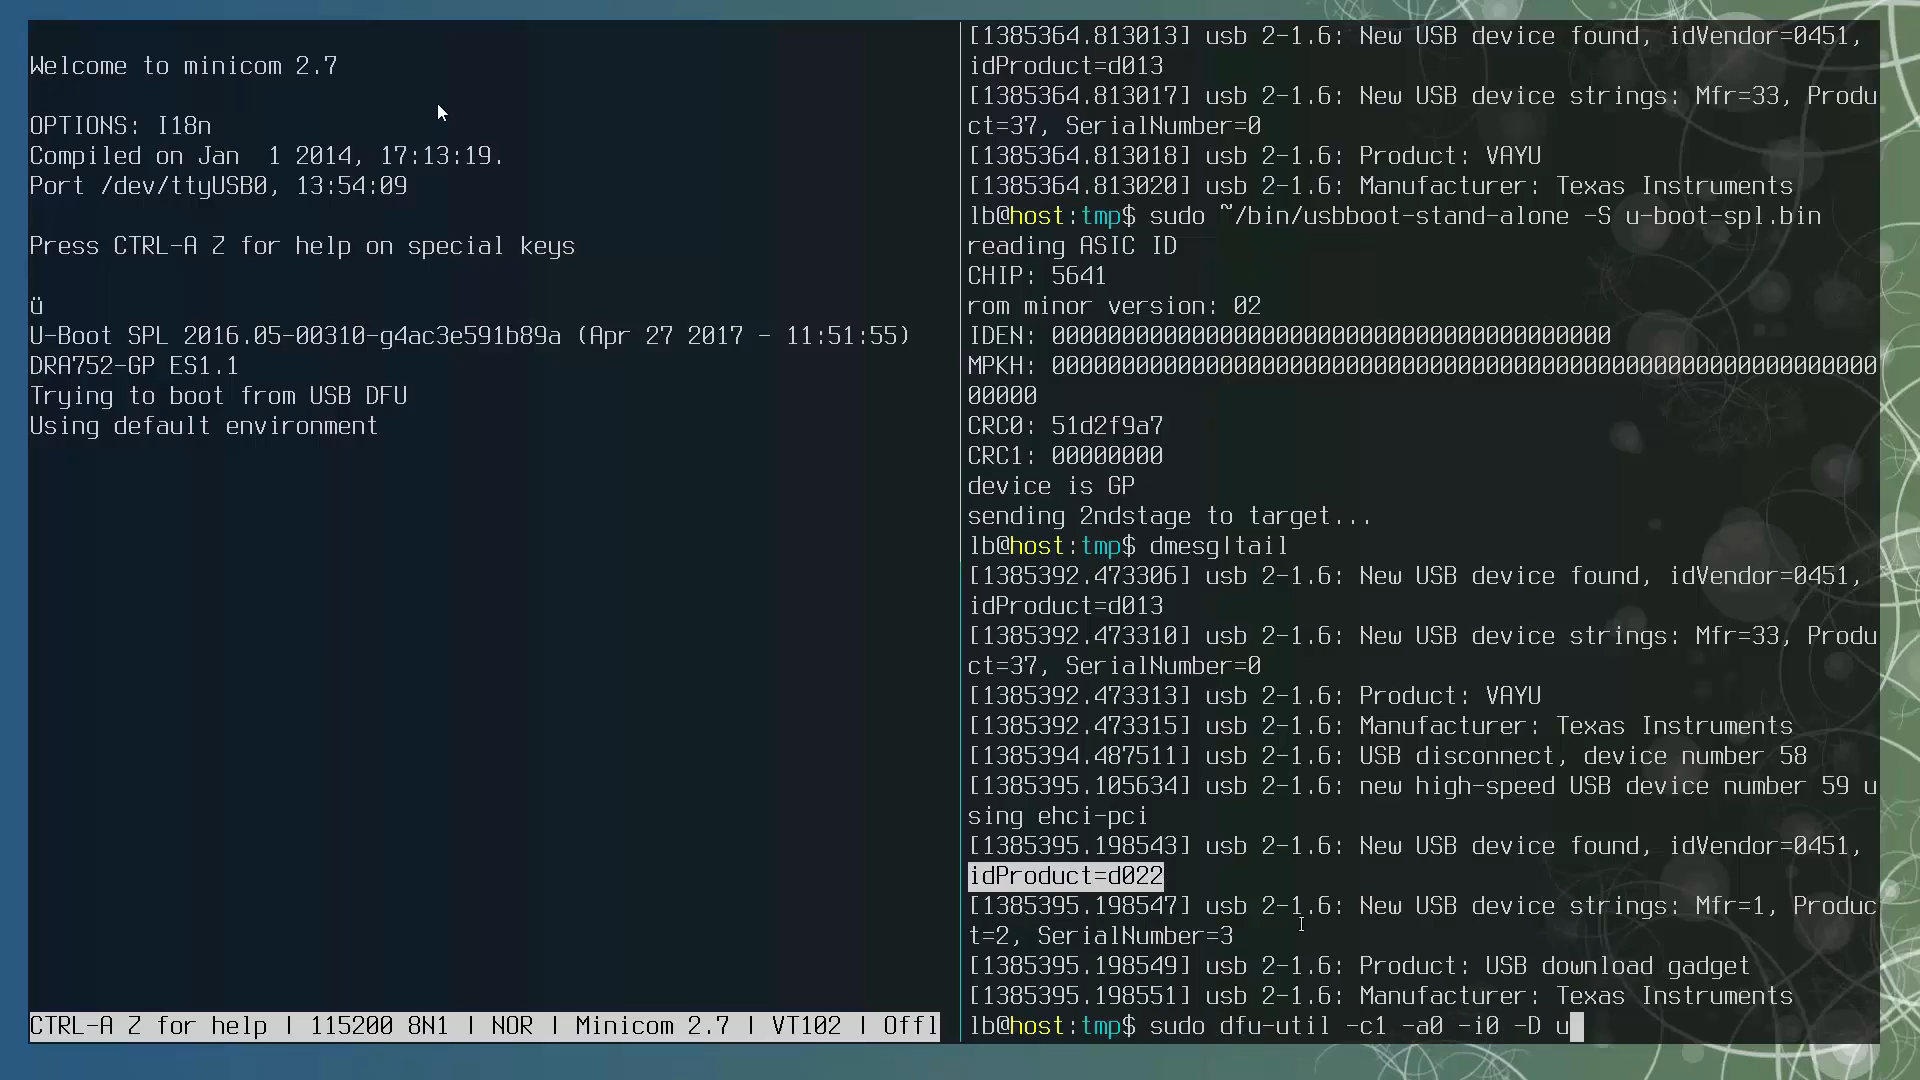 Welcome to minicom 2.7
OPTIONS: I18n
Compiled on Jan  1 2014, 17:13:19.
Port /dev/ttyUSB0, 13:54:09
Press CTRL-A Z for help on special keys
ü
U-Boot SPL 2016.05-00310-g4ac3e591b89a (Apr 27 2017 - 11:51:55)
DRA752-GP ES1.1
Trying to boot from USB DFU
Using default environment
CTRL-A Z for help | 115200 8N1 | NOR | Minicom 2.7 | VT102 | Offl
[1385364.813013] usb 2-1.6: New USB device found, idVendor=0451,
idProduct=d013
[1385364.813017] usb 2-1.6: New USB device strings: Mfr=33, Produ
ct=37, SerialNumber=0
[1385364.813018] usb 2-1.6: Product: VAYU
[1385364.813020] usb 2-1.6: Manufacturer: Texas Instruments
lb@host:tmp$ sudo ~/bin/usbboot-stand-alone -S u-boot-spl.bin
reading ASIC ID
CHIP: 5641
rom minor version: 02
IDEN: 0000000000000000000000000000000000000000
MPKH: 00000000000000000000000000000000000000000000000000000000000
00000
CRC0: 51d2f9a7
CRC1: 00000000
device is GP
sending 2ndstage to target...
lb@host:tmp$ dmesg|tail
[1385392.473306] usb 2-1.6: New USB device found, idVendor=0451,
idProduct=d013
[1385392.473310] usb 2-1.6: New USB device strings: Mfr=33, Produ
ct=37, SerialNumber=0
[1385392.473313] usb 2-1.6: Product: VAYU
[1385392.473315] usb 2-1.6: Manufacturer: Texas Instruments
[1385394.487511] usb 2-1.6: USB disconnect, device number 58
[1385395.105634] usb 2-1.6: new high-speed USB device number 59 u
sing ehci-pci
[1385395.198543] usb 2-1.6: New USB device found, idVendor=0451,
idProduct=d022
[1385395.198547] usb 2-1.6: New USB device strings: Mfr=1, Produc
t=2, SerialNumber=3
[1385395.198549] usb 2-1.6: Product: USB download gadget
[1385395.198551] usb 2-1.6: Manufacturer: Texas Instruments
lb@host:tmp$ sudo dfu-util -c1 -a0 -i0 -D u